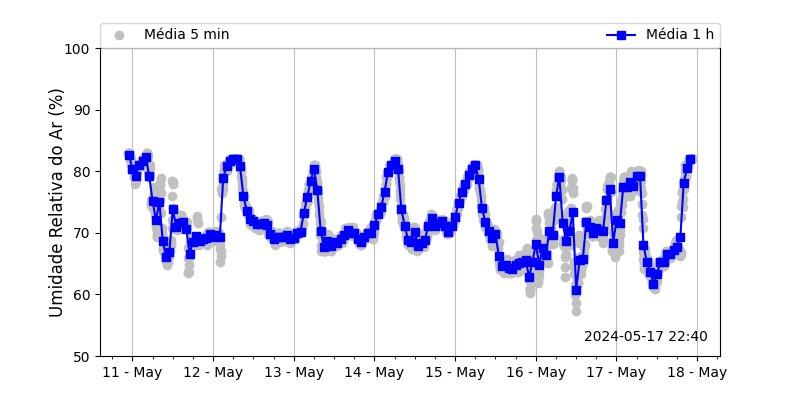 Média 5 min
Média 1 h
Umidade Relativa do Ar (%)
100
90
80
70
60
50
2024-05-17 22:40
11 - May
12 - May
13 - May
14 - May
15 - May
16 - May
17 - May
18 - May